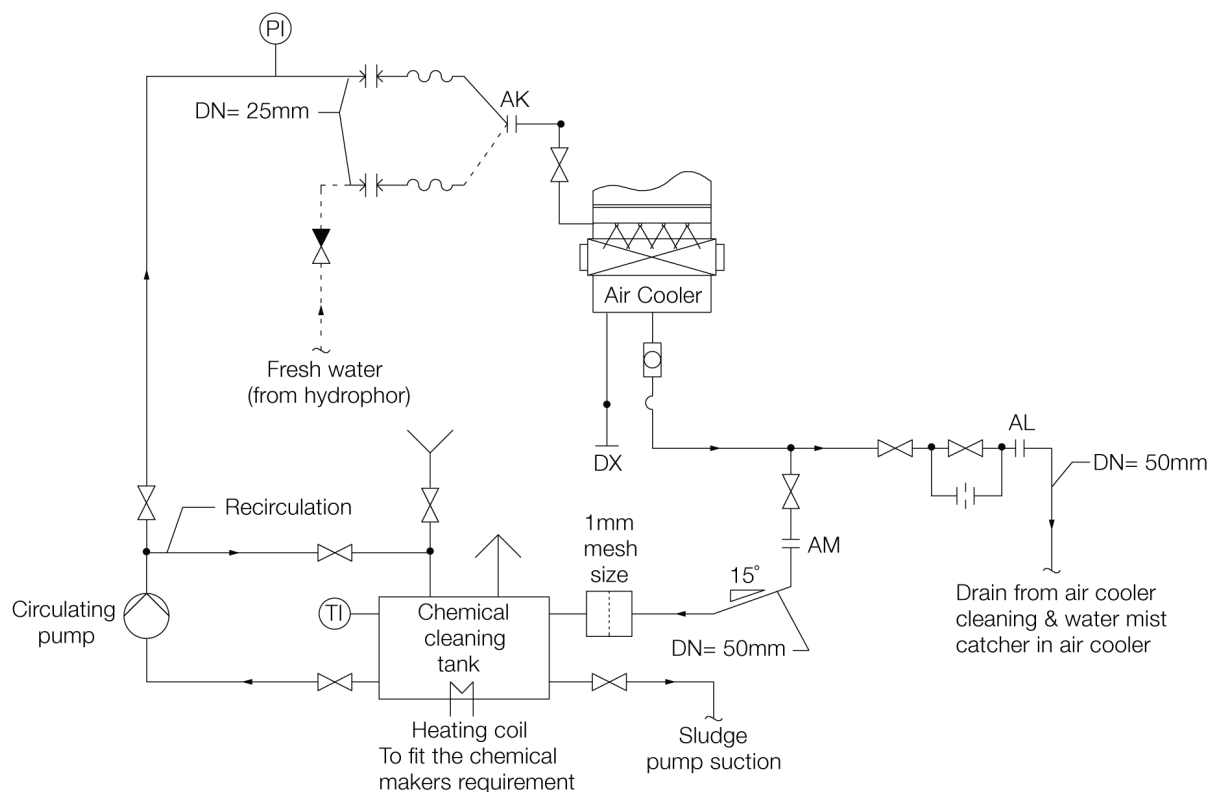 PI
DN= 25mm
AK
Air Cooler
Fresh water
(from hydrophor)
DX
AL
DN= 50mm
Recirculation
1mm
mesh
size
AM
15°
Circulating
pump
TI
Chemical
cleaning
tank
DN= 50mm
Drain from air cooler
cleaning & water mist
catcher in air cooler
Heating coil
To fit the chemical
makers requirement
Sludge
pump suction